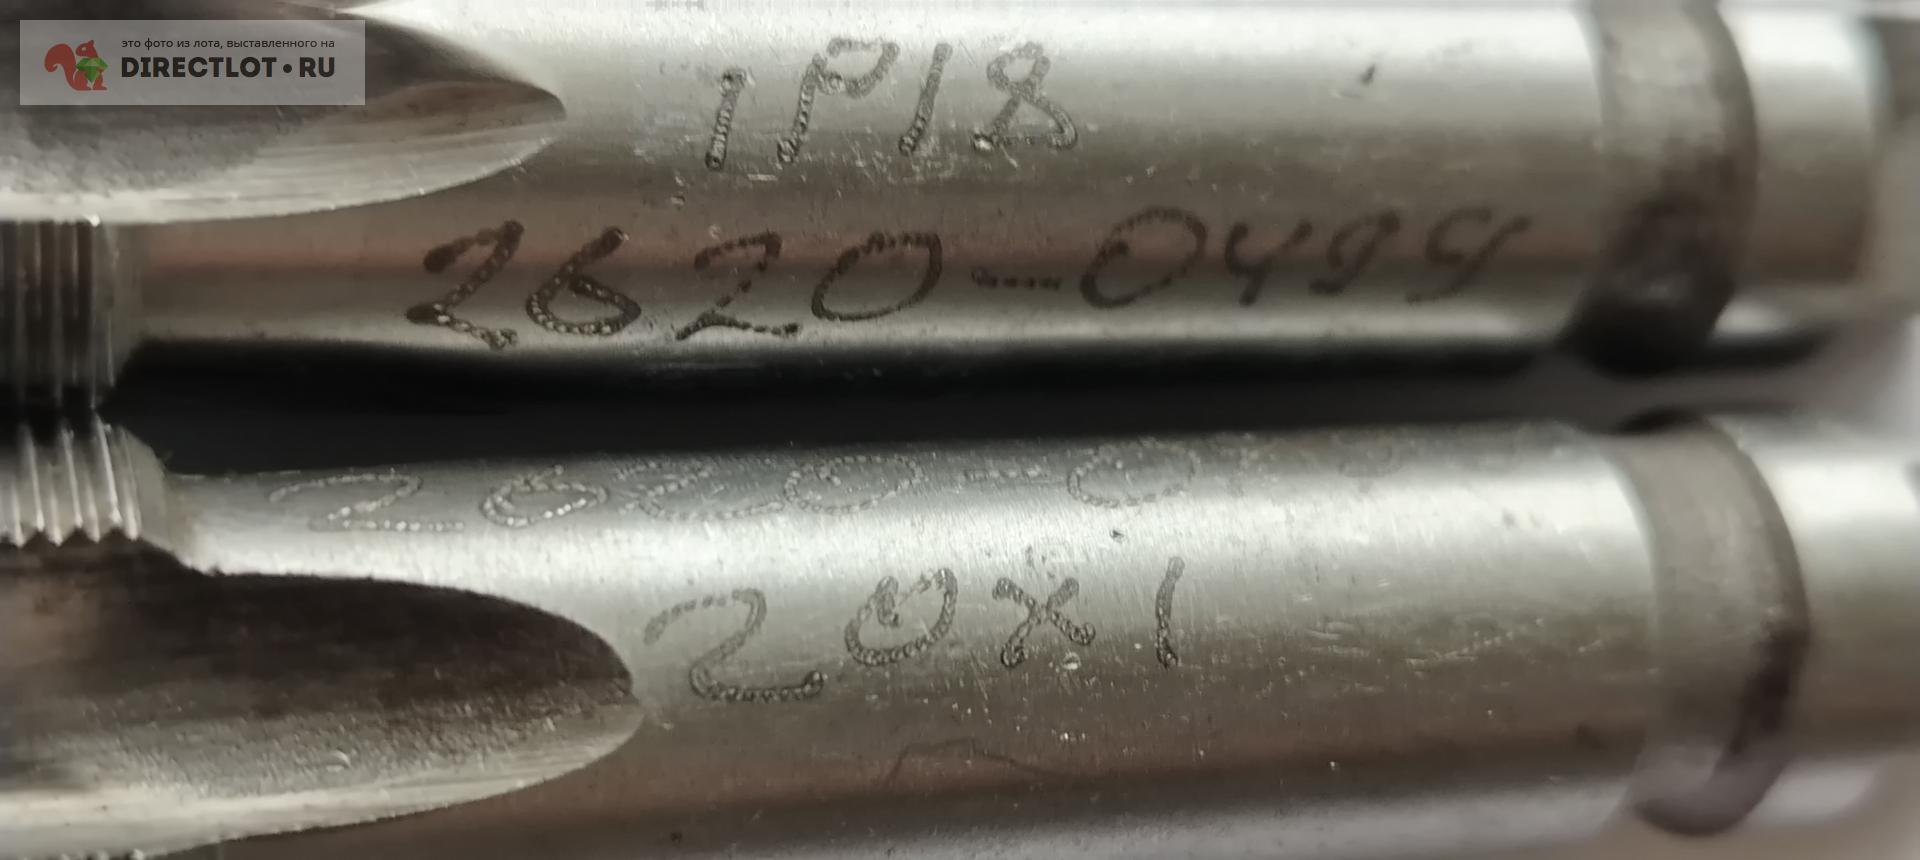 это фото из лота, выставленного на
DIRECTLOT.RU
1P18
2620-0499
2620-0
20x1